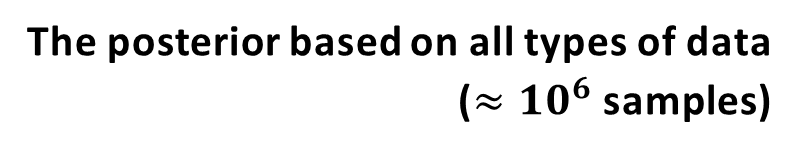 The posterior based on all types of data
(≈ 10⁶ samples)